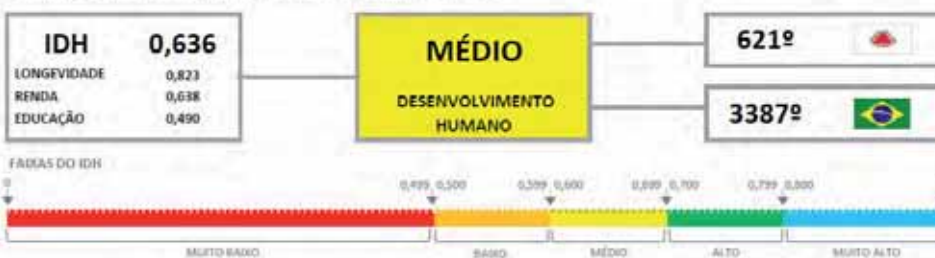 IDH 0,636
LONGEVIDADE 0,823
RENDA 0,638
EDUCAÇÃO 0,490
MÉDIO
DESENVOLVIMENTO
HUMANO
621º
3387º
FAIXAS DO IDH
0 0,499 0,500 0,599 0,600 0,699 0,700 0,799 0,800
MUITO BAIXO BAIXO MÉDIO ALTO MUITO ALTO